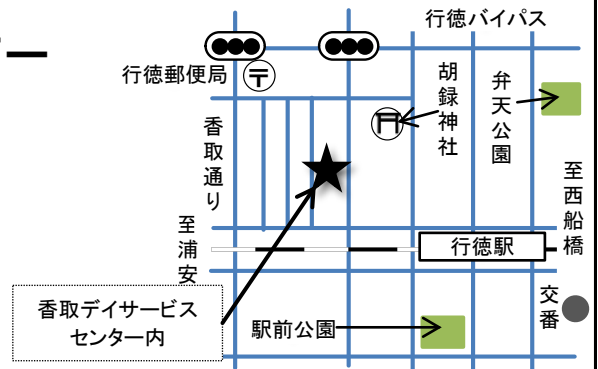 行徳バイパス
行徳郵便局
〒
胡録神社
弁天公園
香取通り
至西船橋
至浦安
行徳駅
香取デイサービス
センター内
駅前公園
交番